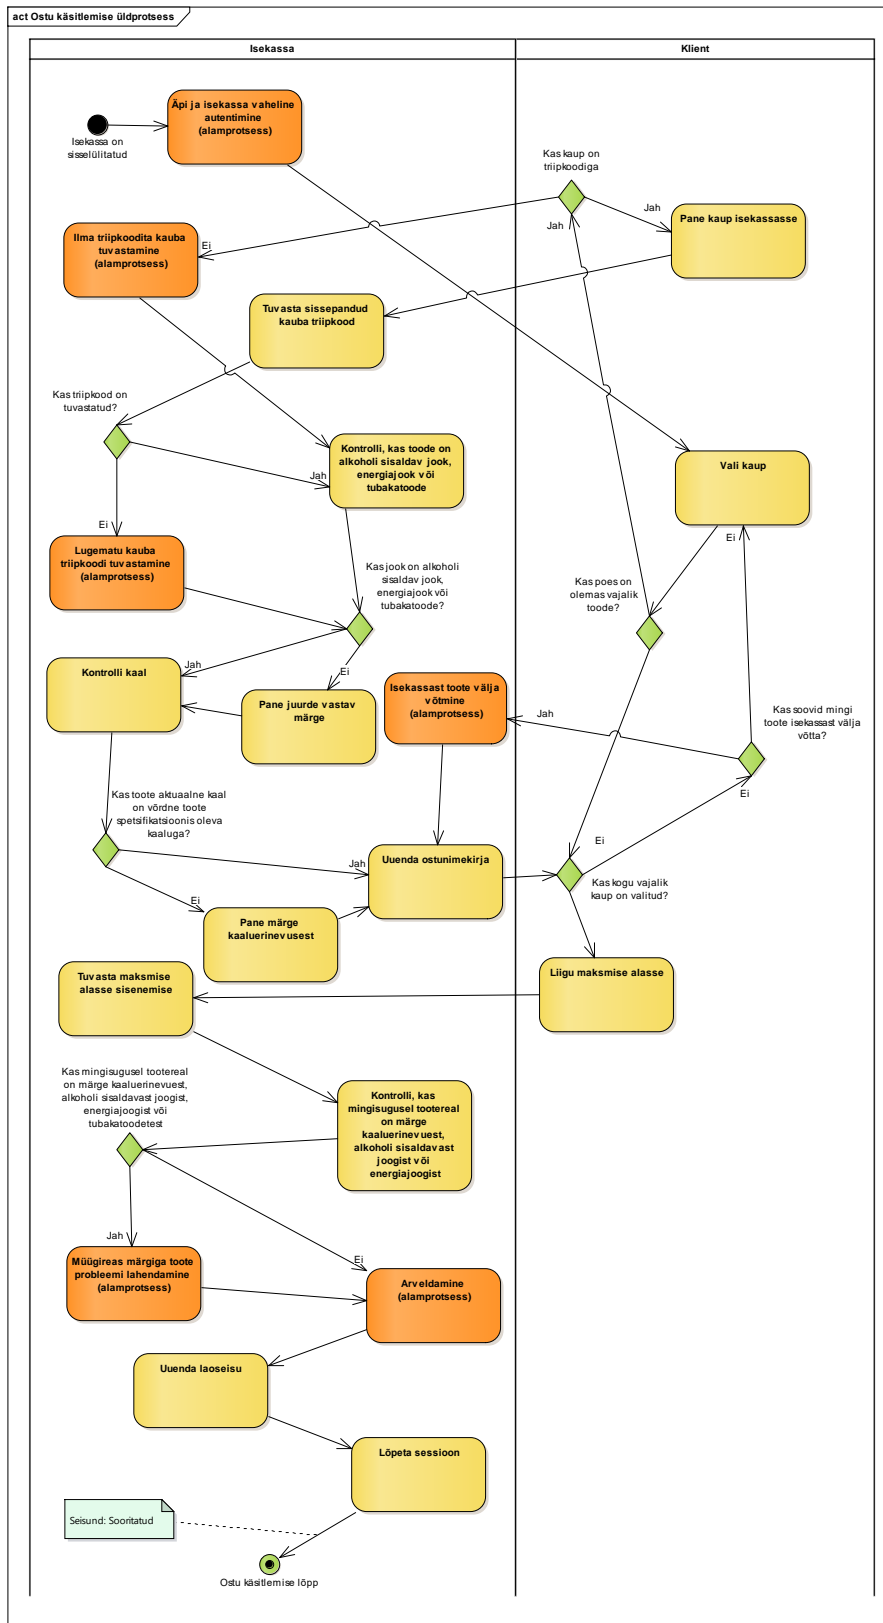 act Ostu käsitlemise üldprotsess
Isekassa
Klient
Äpi ja isekassa vaheline
autentimine
(alamprotsess)
Isekassa on
sisselülitatud
Kas kaup on
triipkoodiga
Jah
Jah
Pane kaup isekassasse
Ilma triipkoodita kauba
tuvastamine
(alamprotsess)
Ei
Tuvasta sissepandud
kauba triipkood
Kas triipkood on
tuvastatud?
Kontrolli, kas toode on
alkoholi sisaldav jook,
energiajook või
tubakatoode
Jah
Vali kaup
Ei
Ei
Lugematu kauba
triipkoodi tuvastamine
(alamprotsess)
Kas jook on alkoholi
sisaldav jook,
energiajook või
tubakatoode?
Kas poes on
olemas vajalik
toode?
Jah
Ei
Kontrolli kaal
Pane juurde vastav
märge
Isekassast toote välja
võtmine
(alamprotsess)
Jah
Kas soovid mingi
toote isekassast välja
võtta?
Ei
Kas toote aktuaalne kaal
on võrdne toote
spetsifikatsioonis oleva
kaaluga?
Jah
Uuenda ostunimekirja
Ei
Kas kogu vajalik
kaup on valitud?
Ei
Pane märge
kaaluerinevusest
Tuvasta maksmise
alasse sisenemise
Liigu maksmise alasse
Kas mingisugusel tootereal
on märge kaaluerinevuest,
alkoholi sisaldavast joogist,
energiajoogist või
tubakatoodetest
Kontrolli, kas
mingisugusel tootereal
on märge
kaaluerinevuest,
alkoholi sisaldavast
joogist või
energiajoogist
Jah
Ei
Müügireas märgiga toote
probleemi lahendamine
(alamprotsess)
Arveldamine
(alamprotsess)
Uuenda laoseisu
Lõpeta sessioon
Seisund: Sooritatud
Ostu käsitlemise lõpp